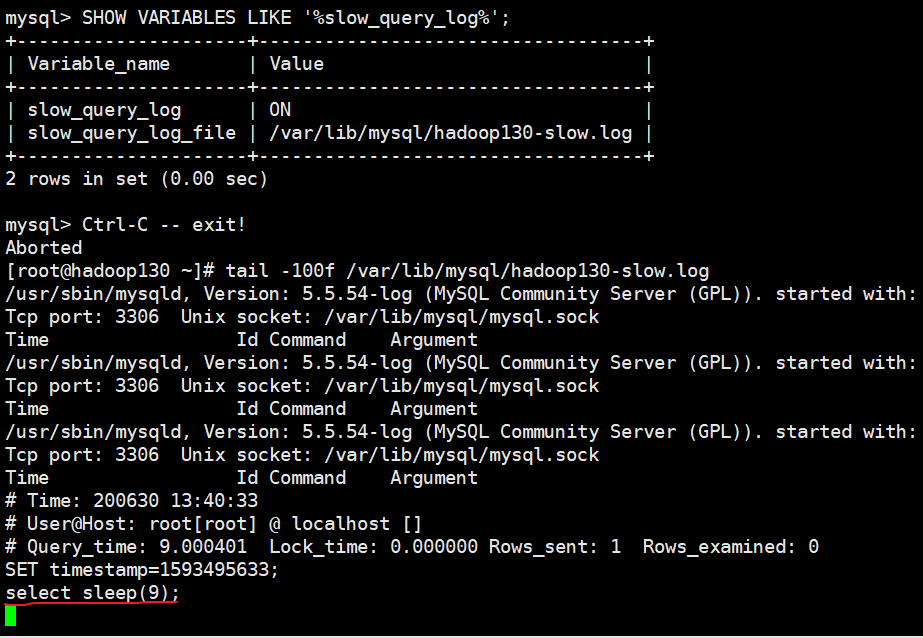 mysql> SHOW VARIABLES LIKE '%slow_query_log%';
+---------------------+-----------------------------------+
| Variable_name       | Value                             |
+---------------------+-----------------------------------+
| slow_query_log      | ON                                |
| slow_query_log_file | /var/lib/mysql/hadoop130-slow.log |
+---------------------+-----------------------------------+
2 rows in set (0.00 sec)
mysql> Ctrl-C -- exit!
Aborted
[root@hadoop130 ~]# tail -100f /var/lib/mysql/hadoop130-slow.log
/usr/sbin/mysqld, Version: 5.5.54-log (MySQL Community Server (GPL)). started with:
Tcp port: 3306  Unix socket: /var/lib/mysql/mysql.sock
Time                 Id Command    Argument
/usr/sbin/mysqld, Version: 5.5.54-log (MySQL Community Server (GPL)). started with:
Tcp port: 3306  Unix socket: /var/lib/mysql/mysql.sock
Time                 Id Command    Argument
/usr/sbin/mysqld, Version: 5.5.54-log (MySQL Community Server (GPL)). started with:
Tcp port: 3306  Unix socket: /var/lib/mysql/mysql.sock
Time                 Id Command    Argument
# Time: 200630 13:40:33
# User@Host: root[root] @ localhost []
# Query_time: 9.000401  Lock_time: 0.000000 Rows_sent: 1  Rows_examined: 0
SET timestamp=1593495633;
select sleep(9);